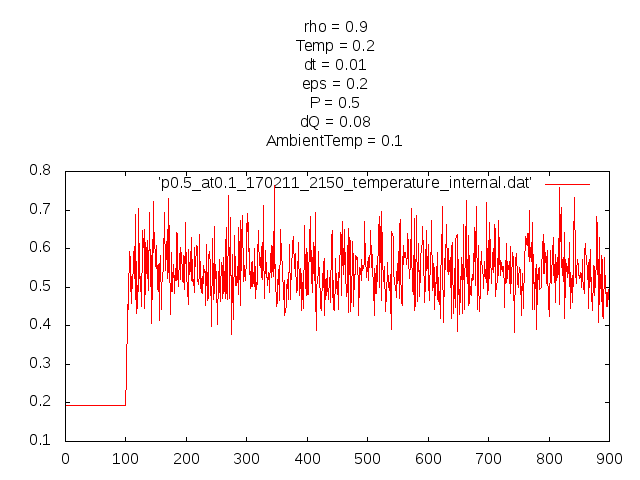 rho = 0.9
Temp = 0.2
dt = 0.01
eps = 0.2
P = 0.5
dQ = 0.08
AmbientTemp = 0.1
'p0.5_at0.1_170211_2150_temperature_internal.dat'
0.8
0.7
0.6
0.5
0.4
0.3
0.2
0.1
0 100 200 300 400 500 600 700 800 900